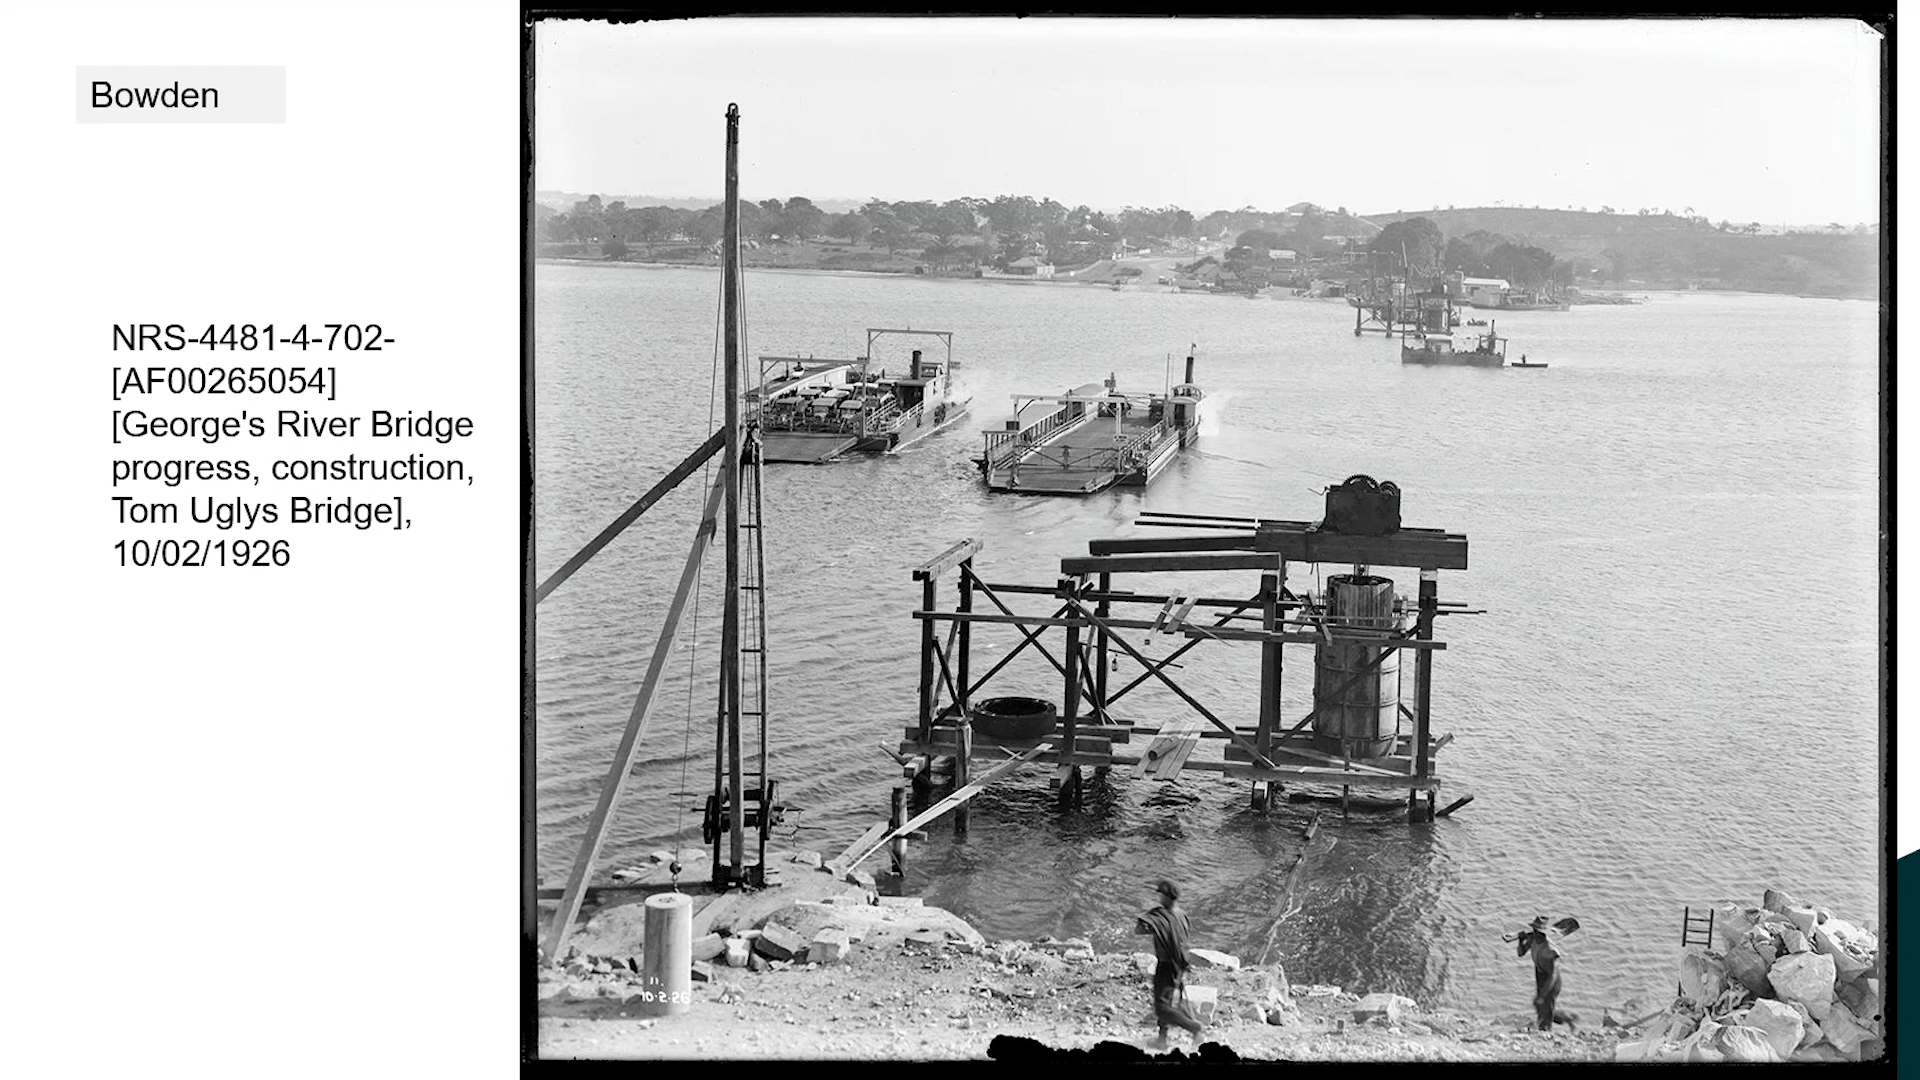 Bowden
NRS-4481-4-702-
[AF00265054]
[George's River Bridge
progress, construction,
Tom Uglys Bridge],
10/02/1926
11.
10·2·26